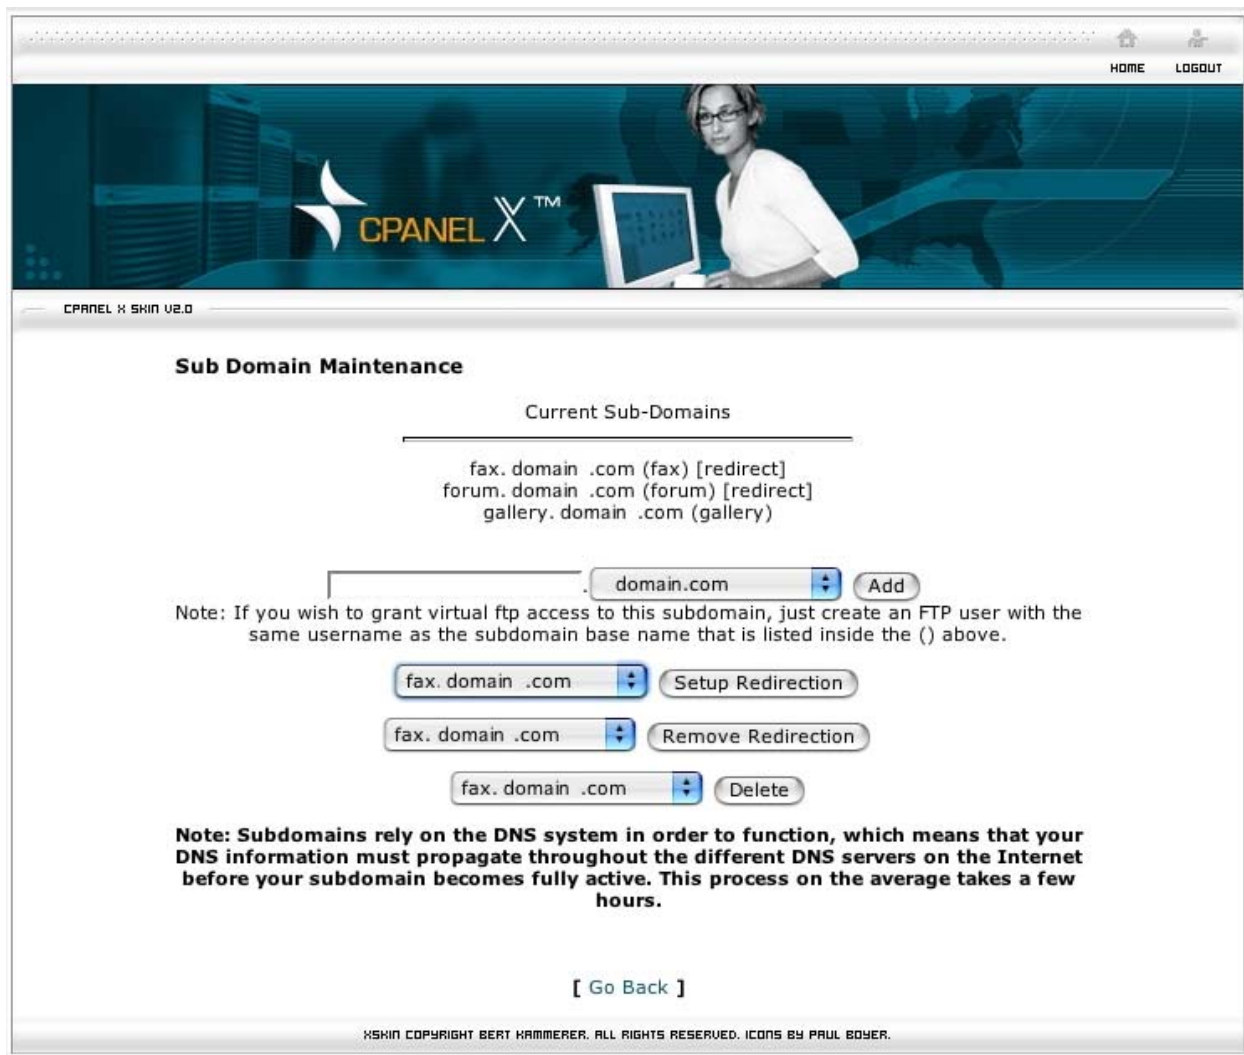 HOME LOGOUT
CPANEL X ™
CPANEL X SKIN V2.0
Sub Domain Maintenance
Current Sub-Domains
fax. domain .com (fax) [redirect]
forum. domain .com (forum) [redirect]
gallery. domain .com (gallery)
. domain.com Add
Note: If you wish to grant virtual ftp access to this subdomain, just create an FTP user with the
same username as the subdomain base name that is listed inside the () above.
fax. domain .com Setup Redirection
fax. domain .com Remove Redirection
fax. domain .com Delete
Note: Subdomains rely on the DNS system in order to function, which means that your
DNS information must propagate throughout the different DNS servers on the Internet
before your subdomain becomes fully active. This process on the average takes a few
hours.
[ Go Back ]
XSKIN COPYRIGHT BERT KAMMERER. ALL RIGHTS RESERVED. ICONS BY PAUL BOYER.